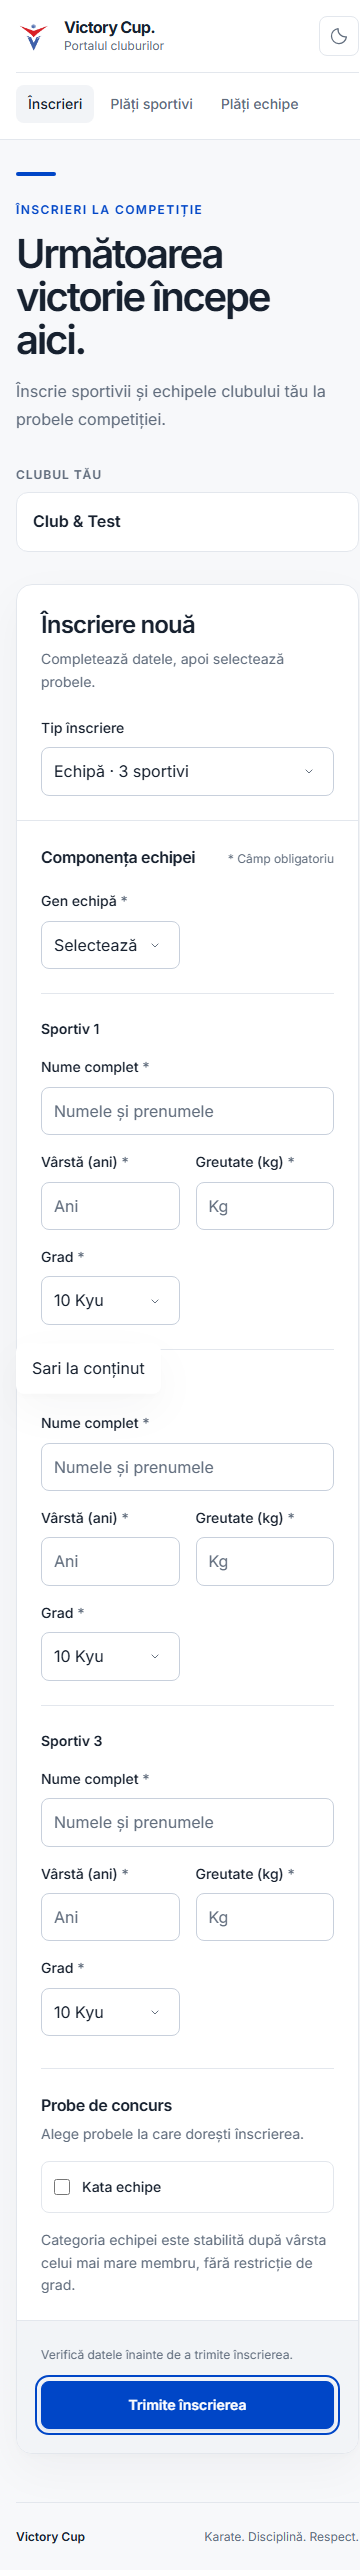 Victory Cup.
Portalul cluburilor
Înscrieri
Plăți sportivi
Plăți echipe
ÎNSCRIERI LA COMPETIȚIE
Următoarea
victorie începe
aici.
Înscrie sportivii și echipele clubului tău la
probele competiției.
CLUBUL TĂU
Club & Test
Înscriere nouă
Completează datele, apoi selectează
probele.
Tip înscriere
Echipă · 3 sportivi
Componența echipei
* Câmp obligatoriu
Gen echipă *
Selectează
Sportiv 1
Nume complet *
Numele și prenumele
Vârstă (ani) *
Greutate (kg) *
Ani
Kg
Grad *
10 Kyu
Sari la conținut
Nume complet *
Numele și prenumele
Vârstă (ani) *
Greutate (kg) *
Ani
Kg
Grad *
10 Kyu
Sportiv 3
Nume complet *
Numele și prenumele
Vârstă (ani) *
Greutate (kg) *
Ani
Kg
Grad *
10 Kyu
Probe de concurs
Alege probele la care dorești înscrierea.
Kata echipe
Categoria echipei este stabilită după vârsta
celui mai mare membru, fără restricție de
grad.
Verifică datele înainte de a trimite înscrierea.
Trimite înscrierea
Victory Cup
Karate. Disciplină. Respect.